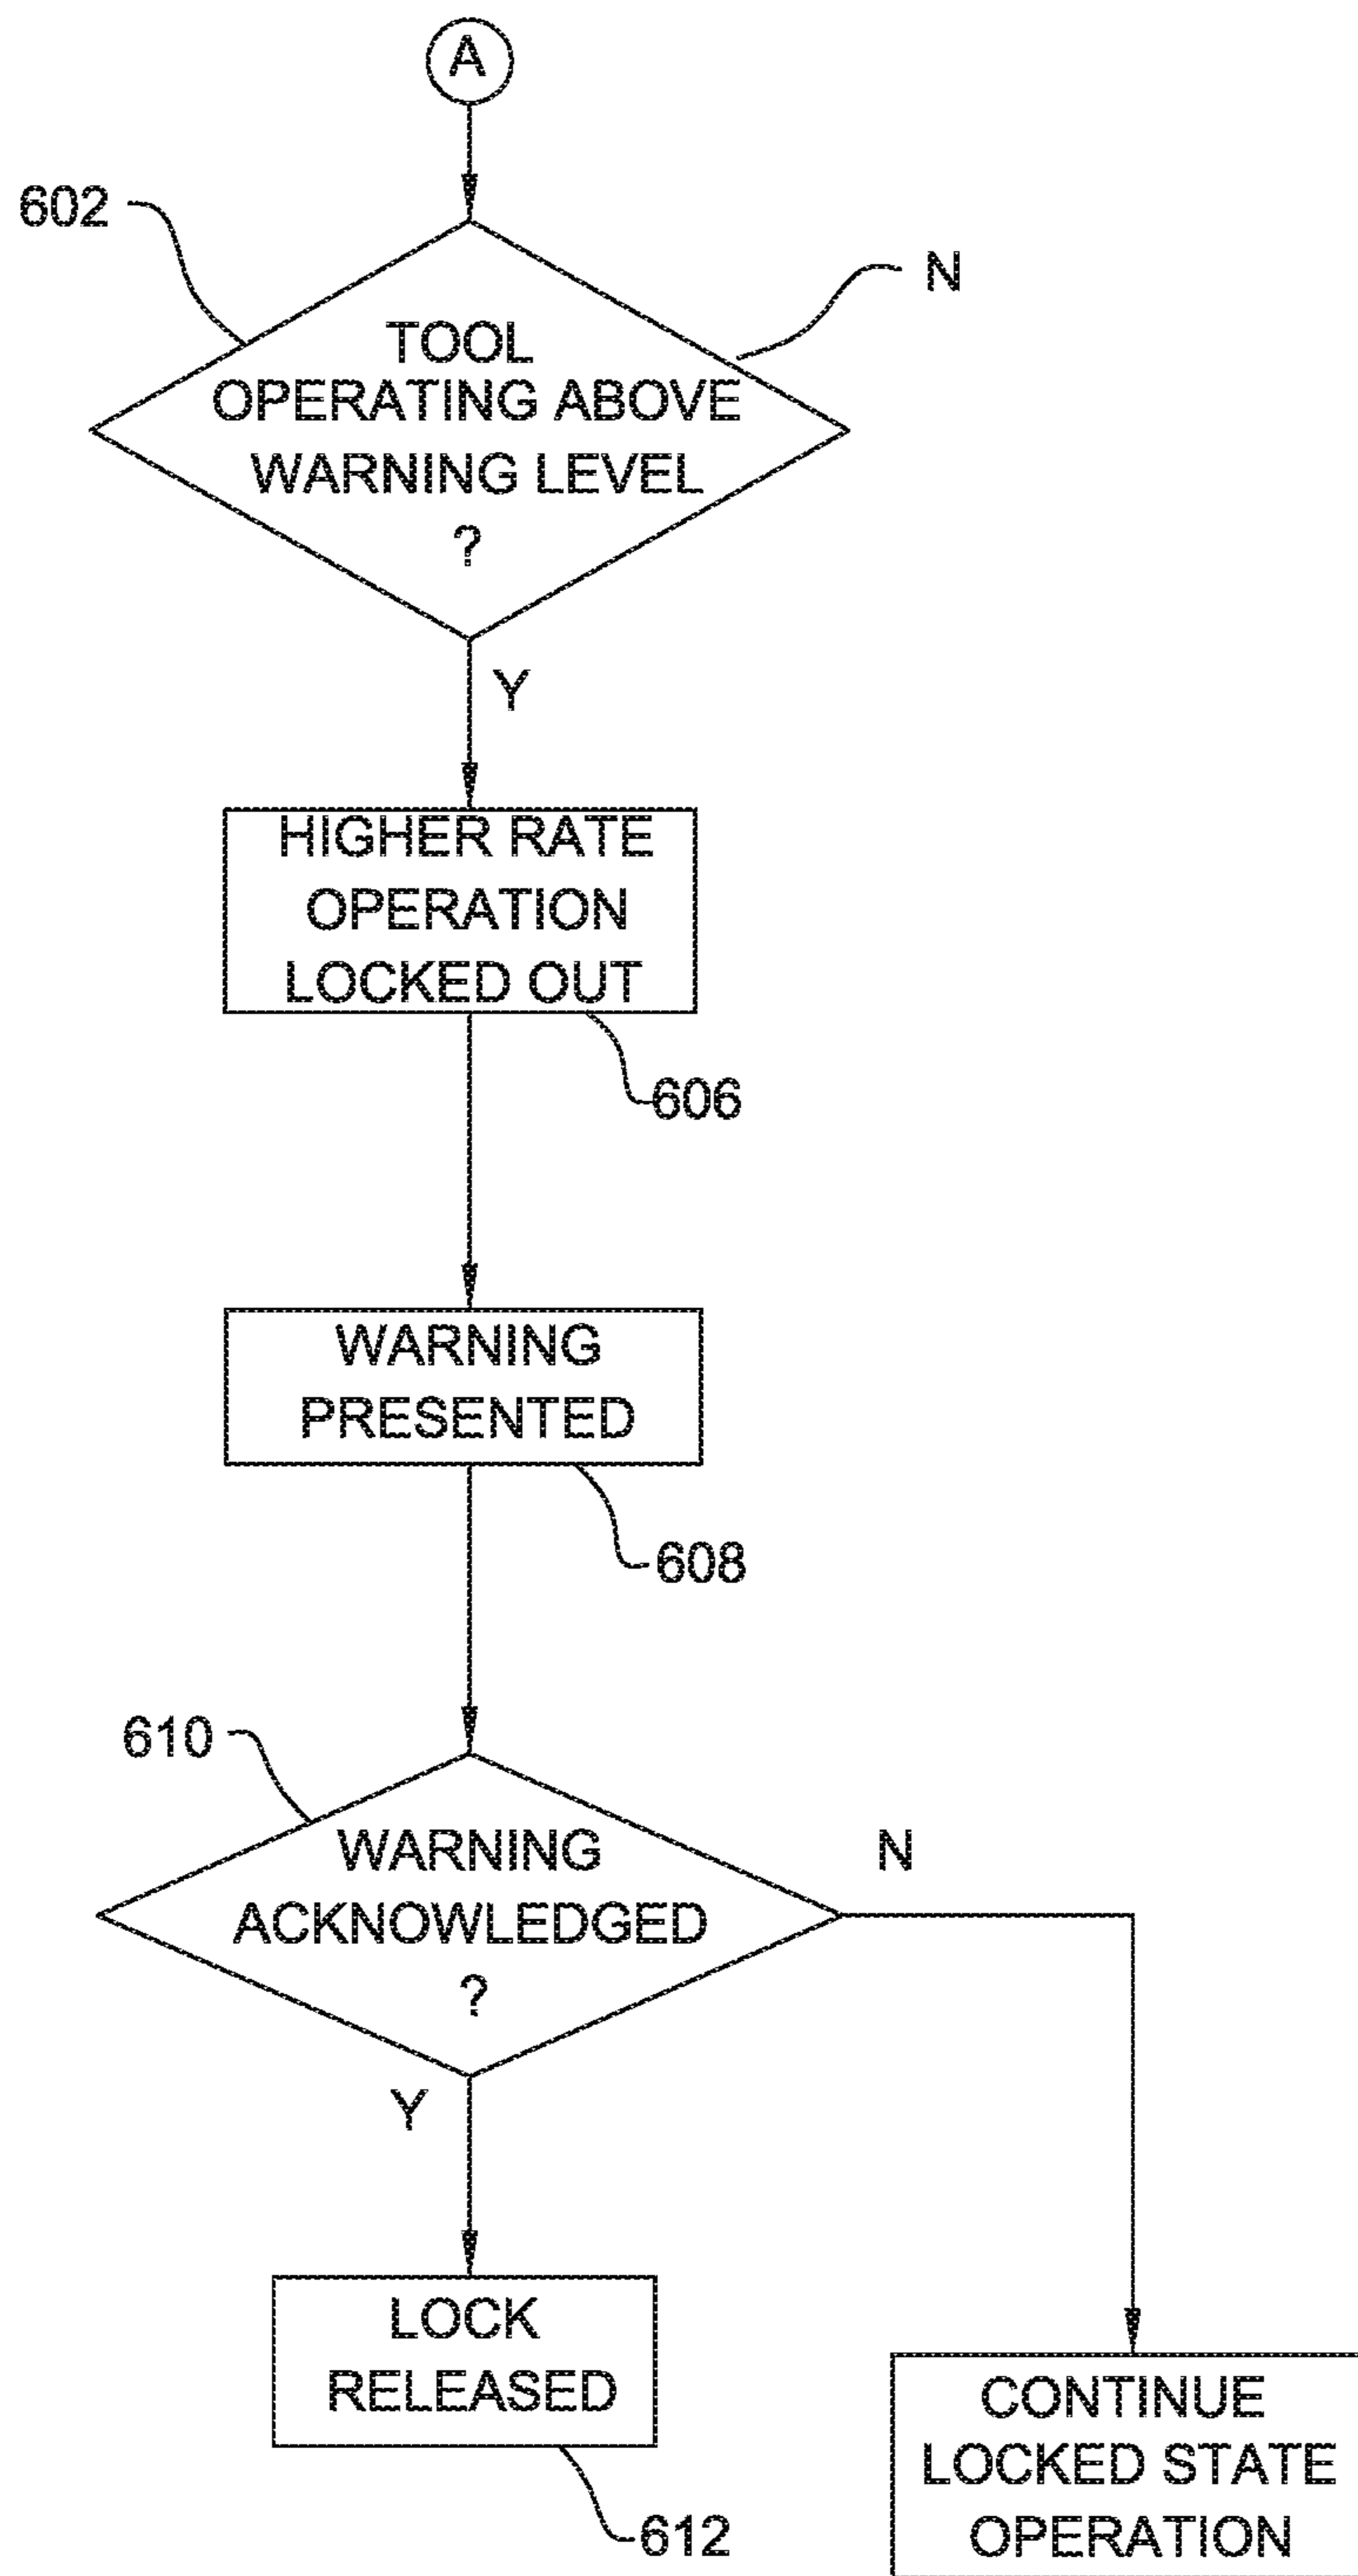 A
602
N
TOOL
OPERATING ABOVE
WARNING LEVEL
?
Y
HIGHER RATE
OPERATION
LOCKED OUT
606
WARNING
PRESENTED
608
610
WARNING
ACKNOWLEDGED
?
N
Y
LOCK
RELEASED
612
CONTINUE
LOCKED STATE
OPERATION